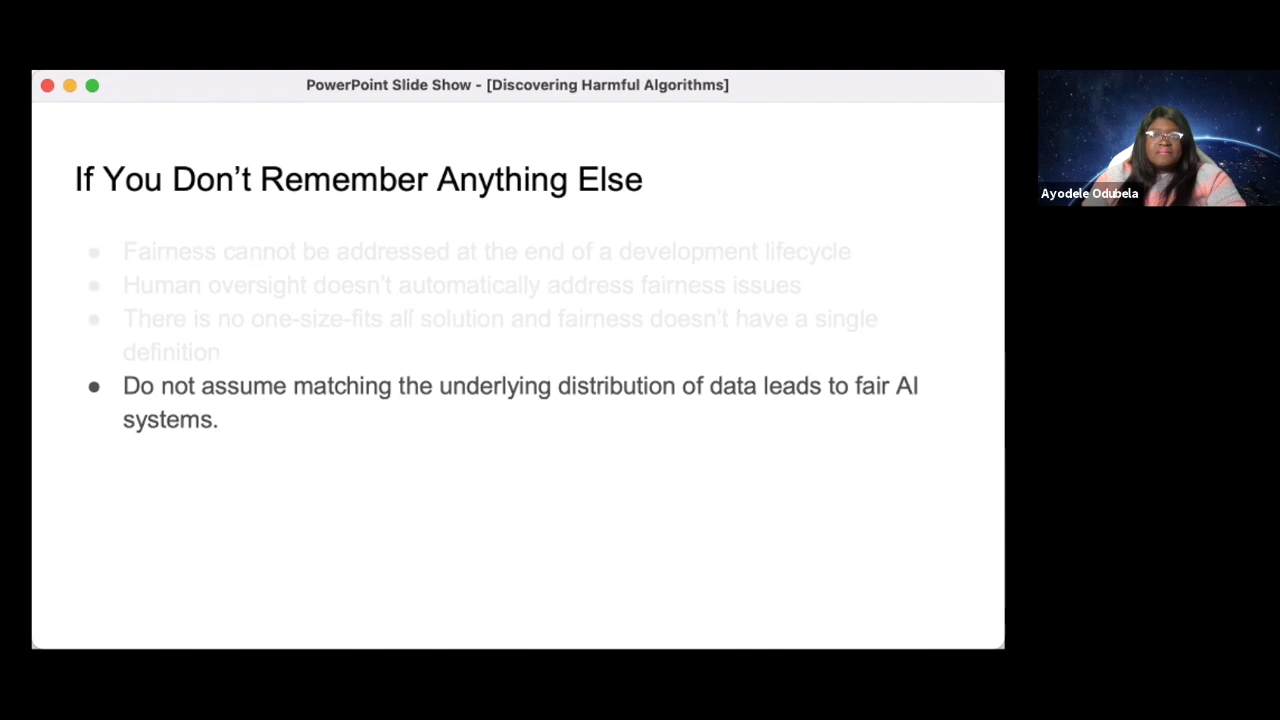 PowerPoint Slide Show - [Discovering Harmful Algorithms]
If You Don’t Remember Anything Else
● Fairness cannot be addressed at the end of a development lifecycle
● Human oversight doesn’t automatically address fairness issues
● There is no one-size-fits all solution and fairness doesn’t have a single
definition
● Do not assume matching the underlying distribution of data leads to fair AI
systems.
Ayodele Odubela